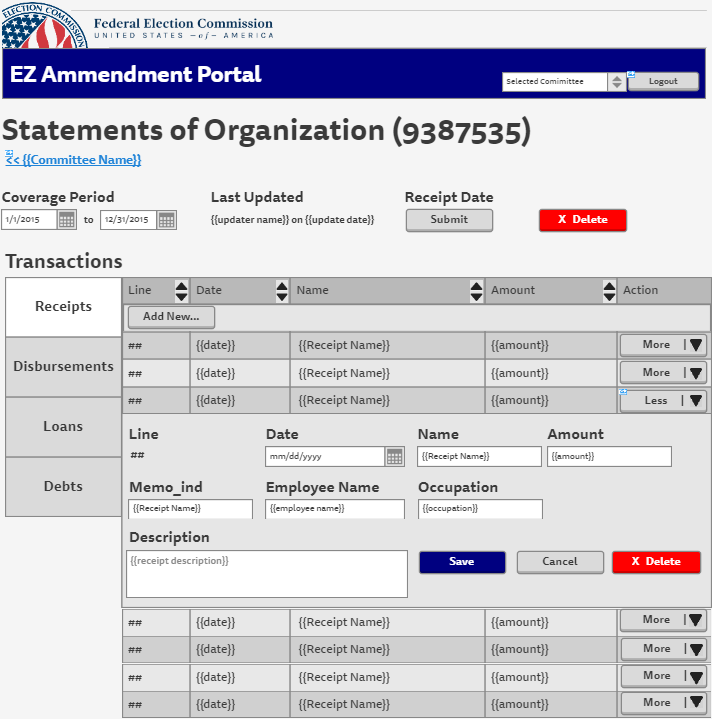 ELECTION COMMISSION
Federal Election Commission
UNITED STATES —of— AMERICA
EZ Ammendment Portal
Selected Comimittee
Logout
Statements of Organization (9387535)
<< {{Committee Name}}
Coverage Period Last Updated Receipt Date
1/1/2015 to 12/31/2015 {{updater name}} on {{update date}} Submit X Delete
Transactions
Receipts
Disbursements
Loans
Debts
Line Date Name Amount Action
Add New...
## {{date}} {{Receipt Name}} {{amount}} More |
## {{date}} {{Receipt Name}} {{amount}} More |
## {{date}} {{Receipt Name}} {{amount}} Less |
Line Date Name Amount
## mm/dd/yyyy {{Receipt Name}} {{amount}}
Memo_ind Employee Name Occupation
{{Receipt Name}} {{employee name}} {{occupation}}
Description
{{receipt description}}
Save Cancel X Delete
## {{date}} {{Receipt Name}} {{amount}} More |
## {{date}} {{Receipt Name}} {{amount}} More |
## {{date}} {{Receipt Name}} {{amount}} More |
## {{date}} {{Receipt Name}} {{amount}} More |